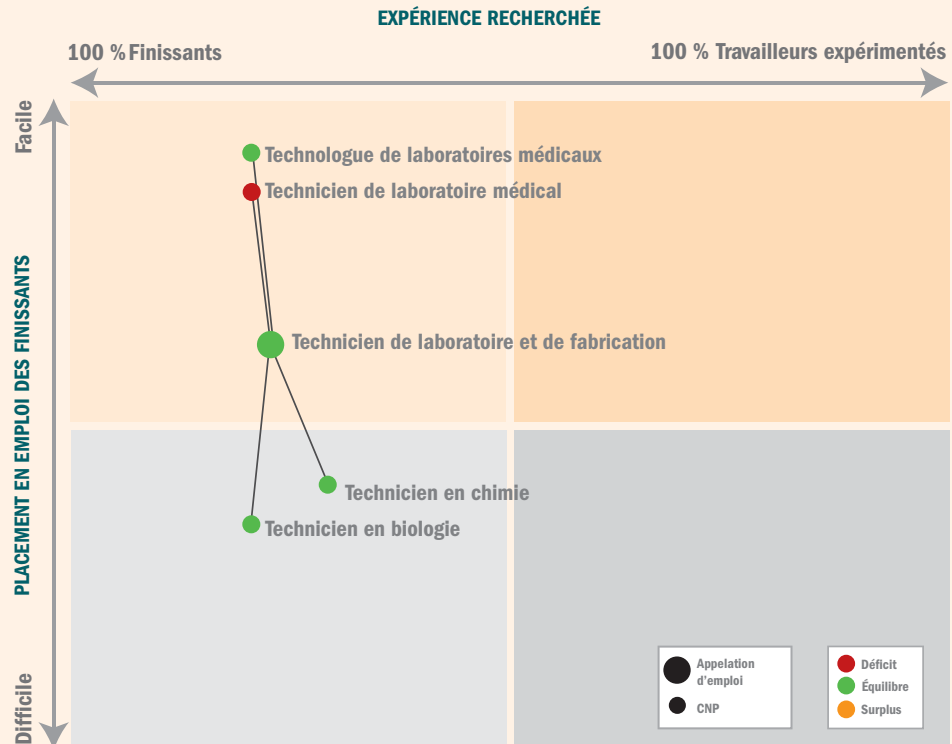 EXPÉRIENCE RECHERCHÉE
100 % Finissants
100 % Travailleurs expérimentés
Facile
PLACEMENT EN EMPLOI DES FINISSANTS
Difficile
Technologue de laboratoires médicaux
Technicien de laboratoire médical
Technicien de laboratoire et de fabrication
Technicien en chimie
Technicien en biologie
Appelation
d'emploi
CNP
Déficit
Équilibre
Surplus